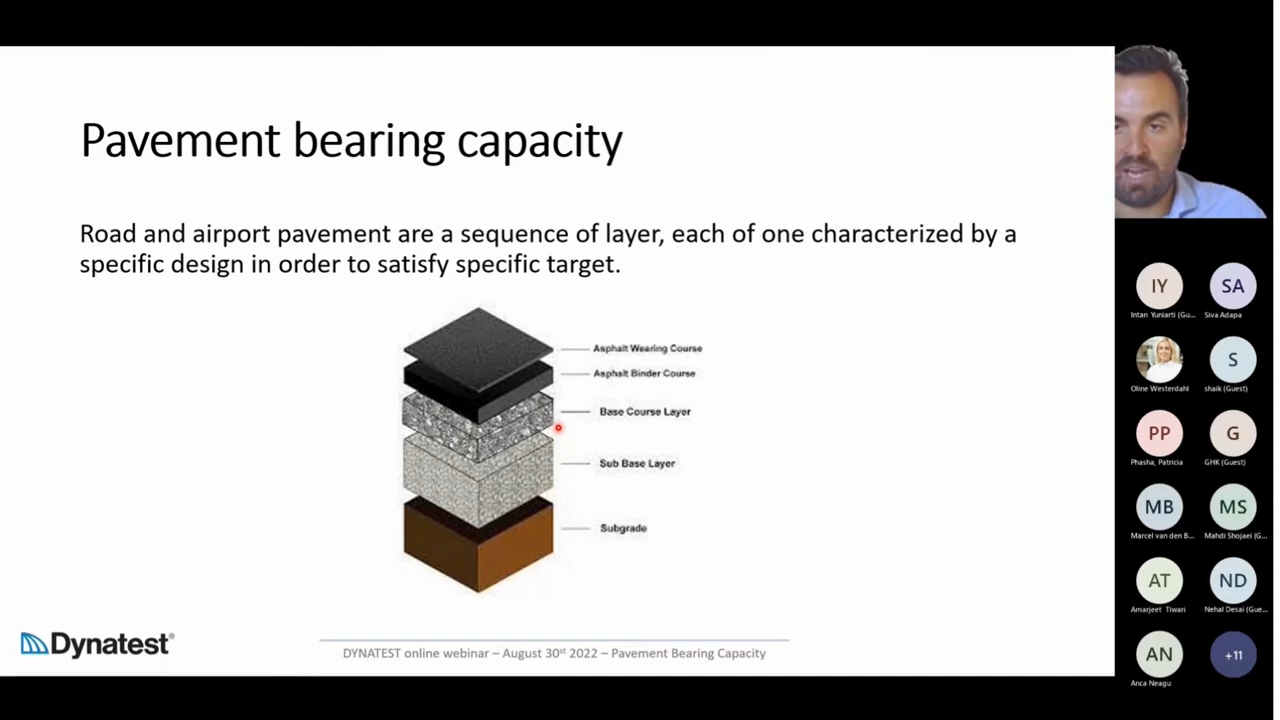 Pavement bearing capacity
Road and airport pavement are a sequence of layer, each of one characterized by a
specific design in order to satisfy specific target.
Asphalt Wearing Course
Asphalt Binder Course
Base Course Layer
Sub Base Layer
Subgrade
Dynatest®
DYNATEST online webinar – August 30st 2022 – Pavement Bearing Capacity
IY
SA
Intan Yuniarti (Gu...
Siva Adapa
S
Oline Westerdahl
shaik (Guest)
PP
G
Phasha, Patricia
GHK (Guest)
MB
MS
Marcel van den B...
Mahdi Shojaei (G...
AT
ND
Amarjeet Tiwari
Nehal Desai (Gue...
AN
+11
Anca Neagu